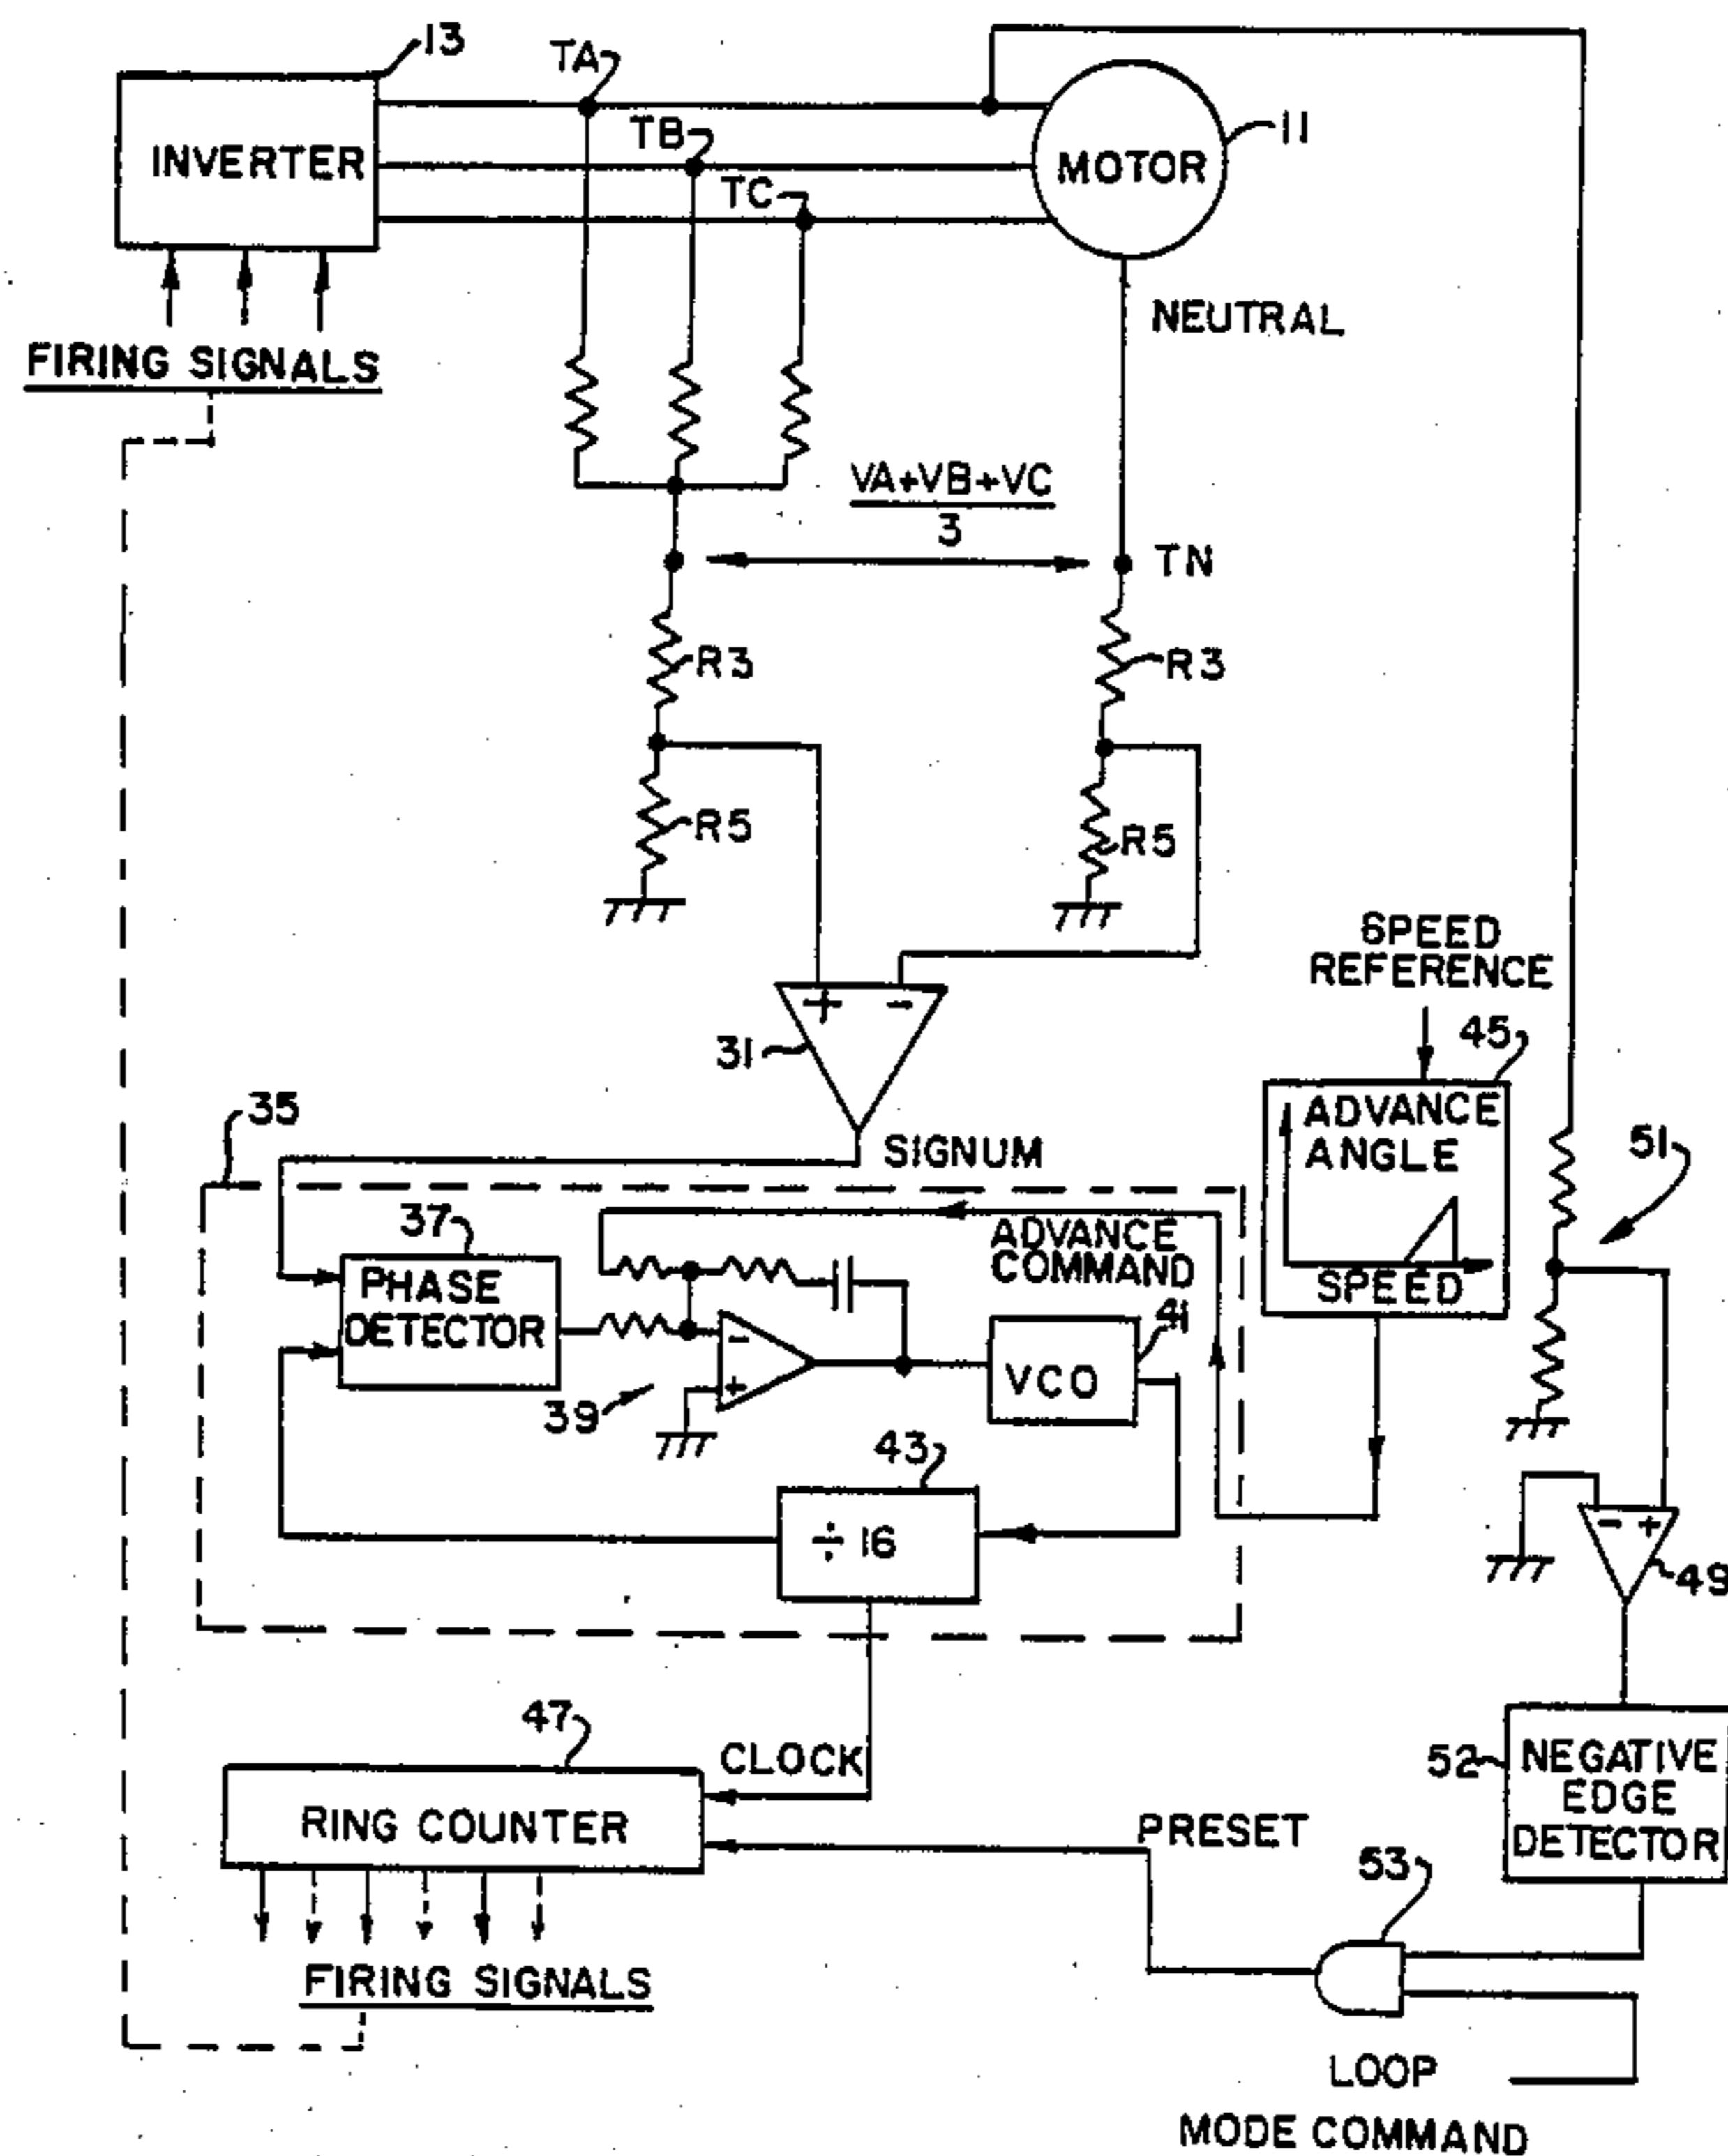 13
TA
TB
TC
INVERTER
MOTOR
11
NEUTRAL
FIRING SIGNALS
VA+VB+VC
3
TN
R3
R3
R5
R5
SPEED
REFERENCE
45
31
+ -
ADVANCE
ANGLE
SPEED
35
SIGNUM
51
37
PHASE
DETECTOR
ADVANCE
COMMAND
-
+
39
41
VCO
43
÷ 16
- +
49
47
CLOCK
RING COUNTER
PRESET
52
NEGATIVE
EDGE
DETECTOR
53
FIRING SIGNALS
LOOP
MODE COMMAND